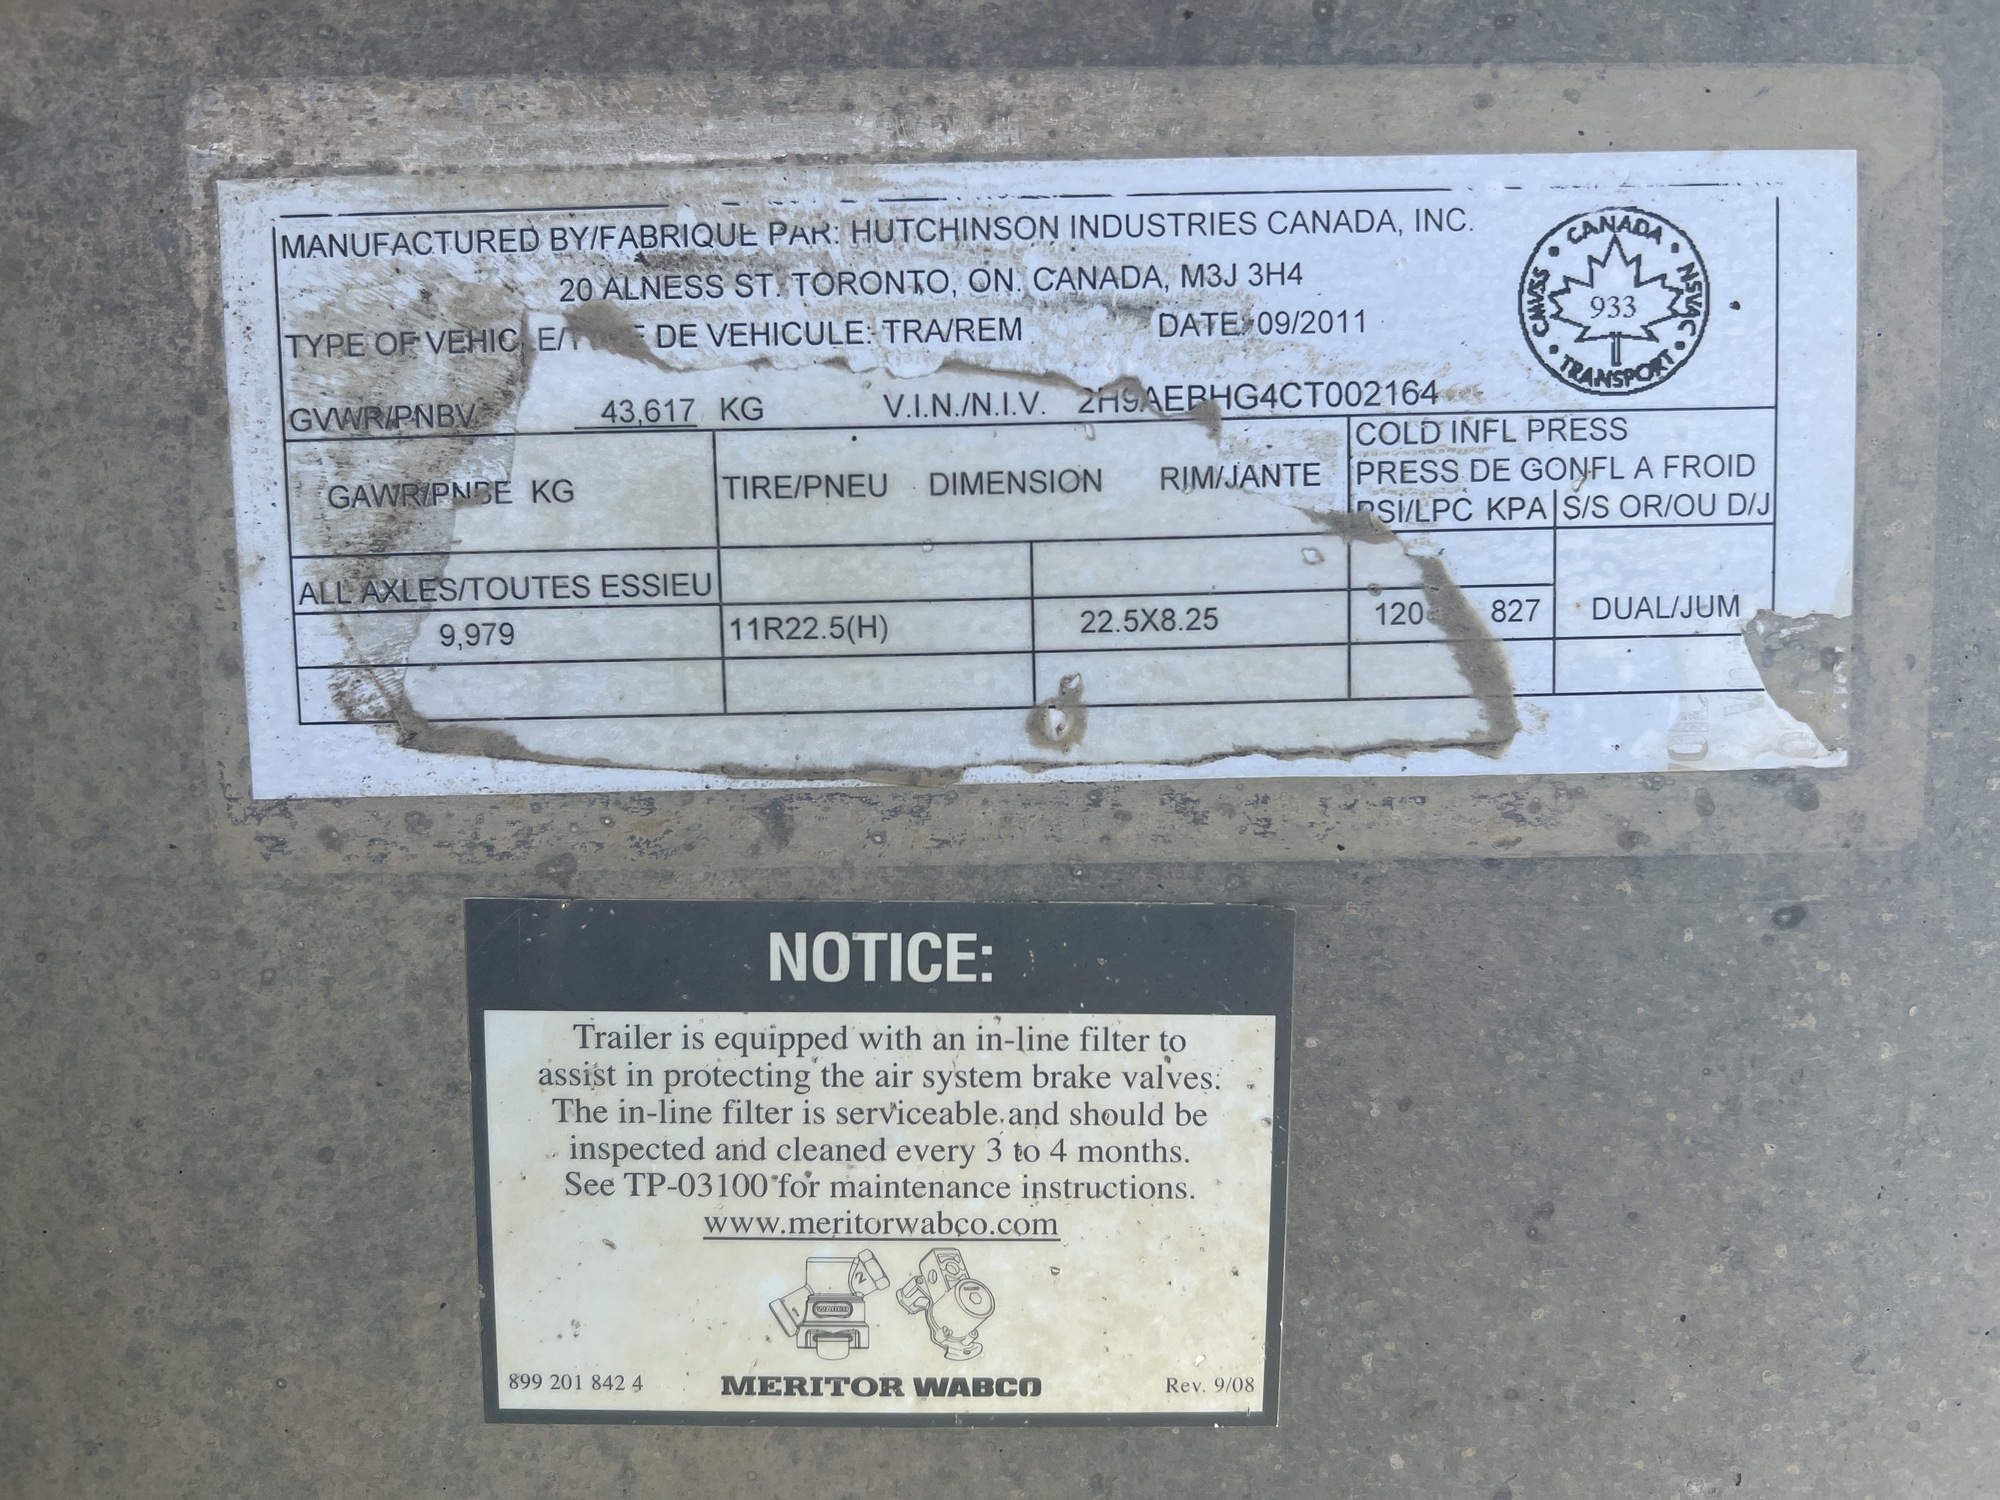 MANUFACTURED BY/FABRIQUE PAR: HUTCHINSON INDUSTRIES CANADA, INC.
20 ALNESS ST. TORONTO, ON. CANADA, M3J 3H4
TYPE OF VEHIC E/ DE VEHICULE: TRA/REM DATE: 09/2011
CANADA
CMVSS 933 NSVAC
TRANSPORT
GVWR/PNBV 43,617 KG V.I.N./N.I.V. 2H9AEBHG4CT002164
COLD INFL PRESS
GAWR/PNBE KG TIRE/PNEU DIMENSION RIM/JANTE PRESS DE GONFL A FROID
PSI/LPC KPA S/S OR/OU D/J
ALL AXLES/TOUTES ESSIEU
9,979 11R22.5(H) 22.5X8.25 120 827 DUAL/JUM
NOTICE:
Trailer is equipped with an in-line filter to
assist in protecting the air system brake valves.
The in-line filter is serviceable and should be
inspected and cleaned every 3 to 4 months.
See TP-03100 for maintenance instructions.
www.meritorwabco.com
1 WABCO 2
899 201 842 4 MERITOR WABCO Rev. 9/08